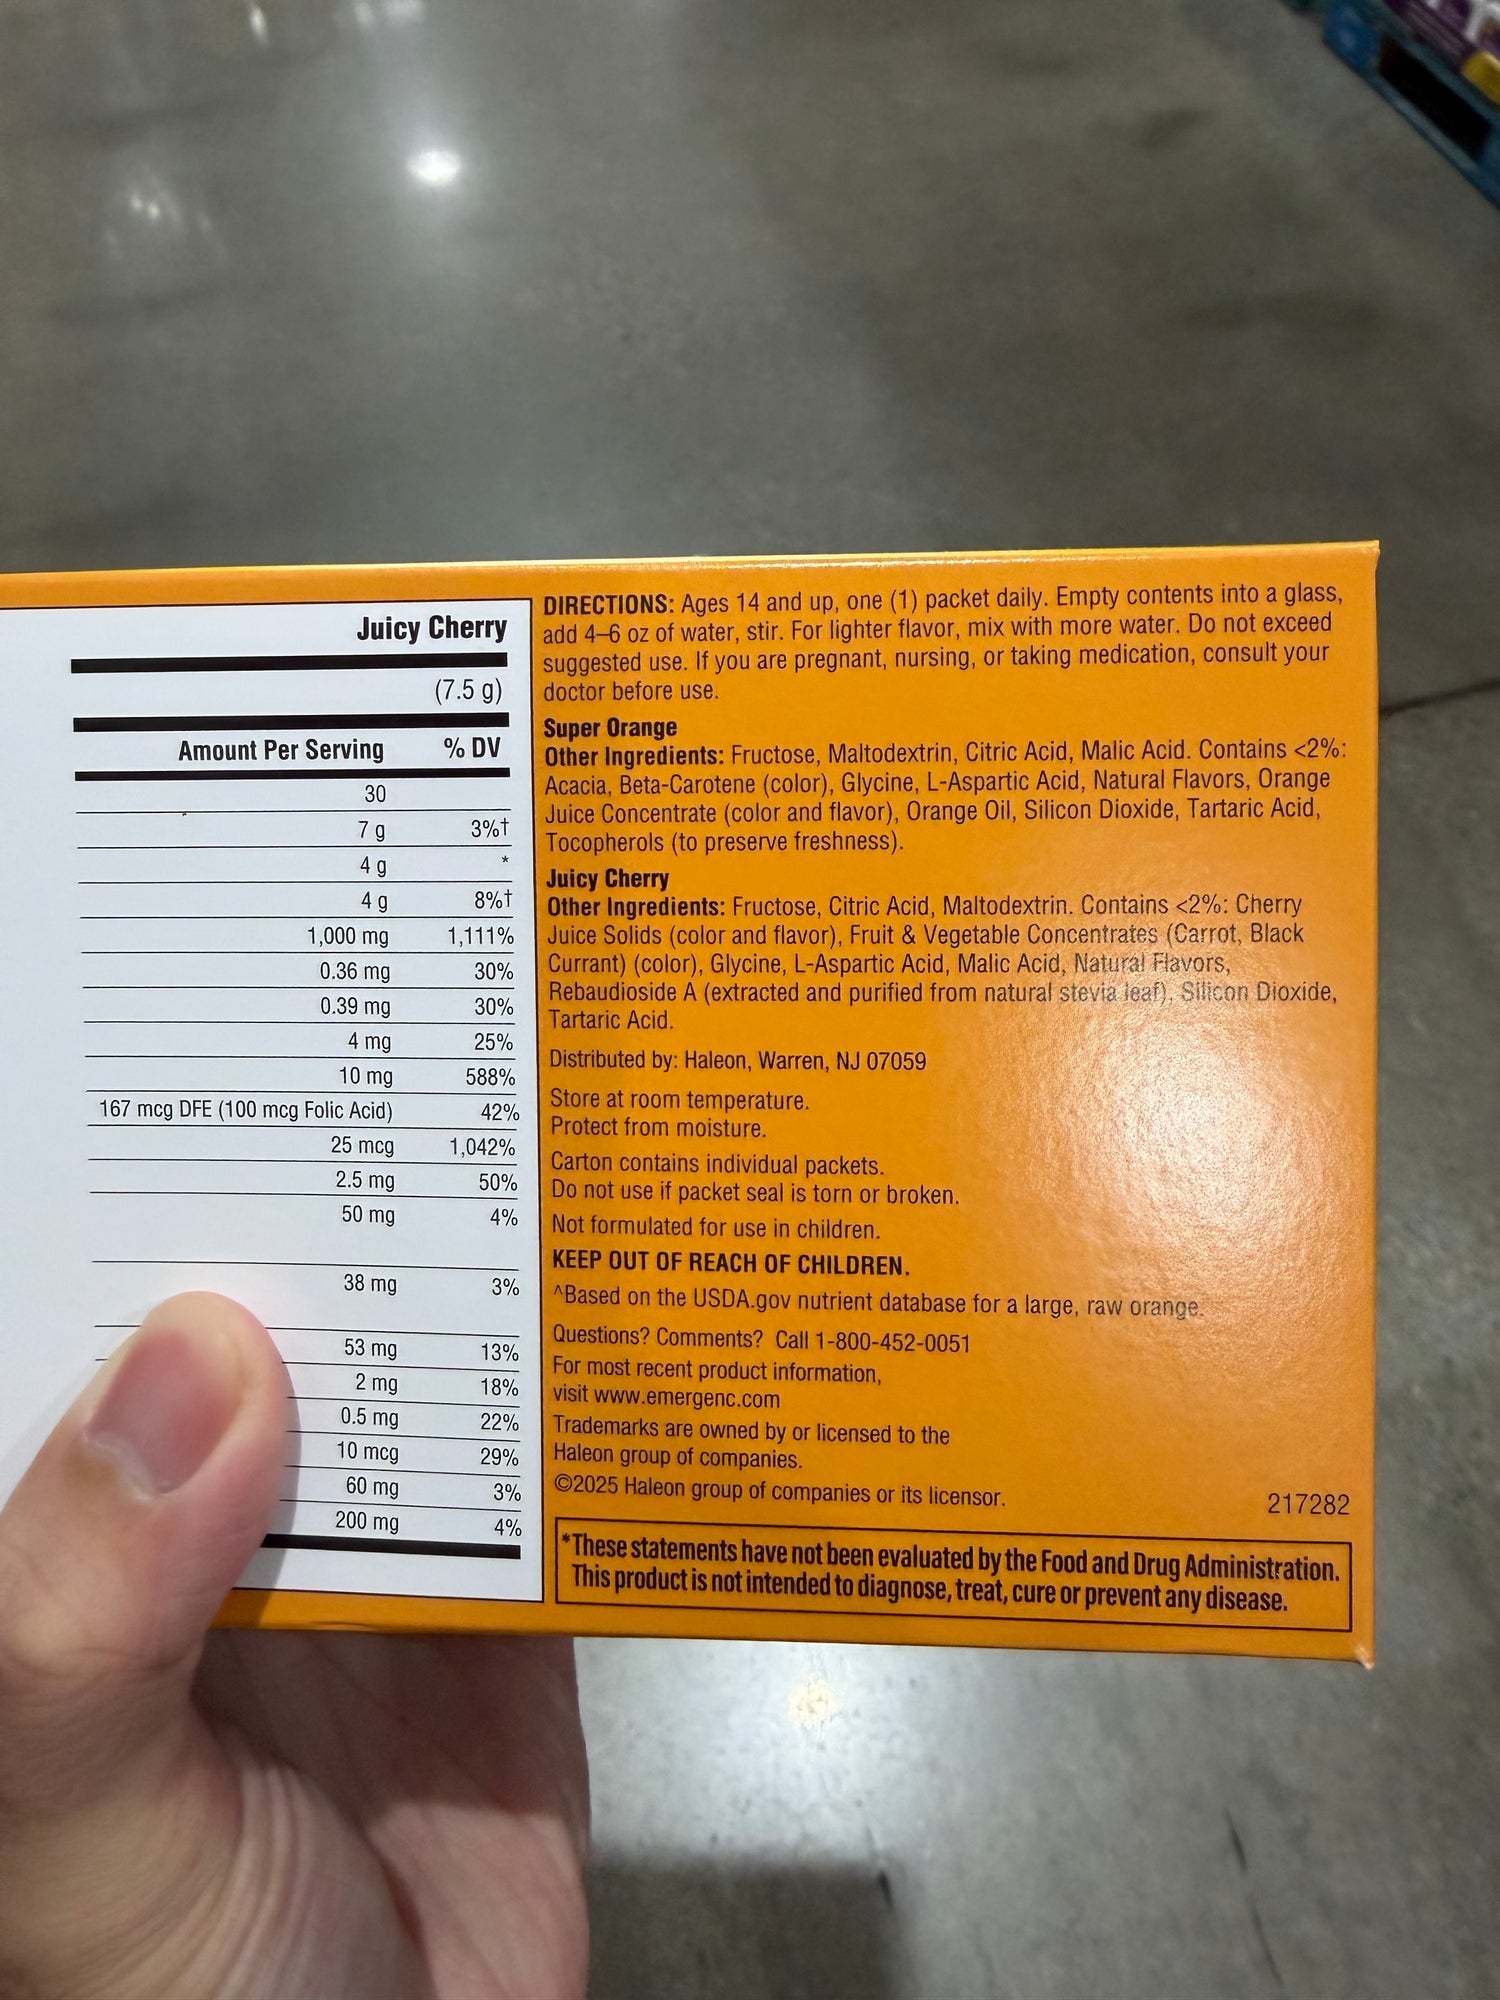 Juicy Cherry
(7.5 g)
Amount Per Serving % DV
30
7 g 3%†
4 g *
4 g 8%†
1,000 mg 1,111%
0.36 mg 30%
0.39 mg 30%
4 mg 25%
10 mg 588%
167 mcg DFE (100 mcg Folic Acid) 42%
25 mcg 1,042%
2.5 mg 50%
50 mg 4%
38 mg 3%
53 mg 13%
2 mg 18%
0.5 mg 22%
10 mcg 29%
60 mg 3%
200 mg 4%
DIRECTIONS: Ages 14 and up, one (1) packet daily. Empty contents into a glass,
add 4–6 oz of water, stir. For lighter flavor, mix with more water. Do not exceed
suggested use. If you are pregnant, nursing, or taking medication, consult your
doctor before use.
Super Orange
Other Ingredients: Fructose, Maltodextrin, Citric Acid, Malic Acid. Contains <2%:
Acacia, Beta-Carotene (color), Glycine, L-Aspartic Acid, Natural Flavors, Orange
Juice Concentrate (color and flavor), Orange Oil, Silicon Dioxide, Tartaric Acid,
Tocopherols (to preserve freshness).
Juicy Cherry
Other Ingredients: Fructose, Citric Acid, Maltodextrin. Contains <2%: Cherry
Juice Solids (color and flavor), Fruit & Vegetable Concentrates (Carrot, Black
Currant) (color), Glycine, L-Aspartic Acid, Malic Acid, Natural Flavors,
Rebaudioside A (extracted and purified from natural stevia leaf), Silicon Dioxide,
Tartaric Acid.
Distributed by: Haleon, Warren, NJ 07059
Store at room temperature.
Protect from moisture.
Carton contains individual packets.
Do not use if packet seal is torn or broken.
Not formulated for use in children.
KEEP OUT OF REACH OF CHILDREN.
^Based on the USDA.gov nutrient database for a large, raw orange.
Questions? Comments? Call 1-800-452-0051
For most recent product information,
visit www.emergenc.com
Trademarks are owned by or licensed to the
Haleon group of companies.
©2025 Haleon group of companies or its licensor.
217282
*These statements have not been evaluated by the Food and Drug Administration.
This product is not intended to diagnose, treat, cure or prevent any disease.